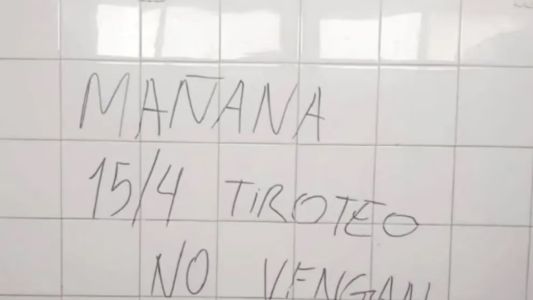 MAÑANA
15/4 TIROTEO
NO VENGAN